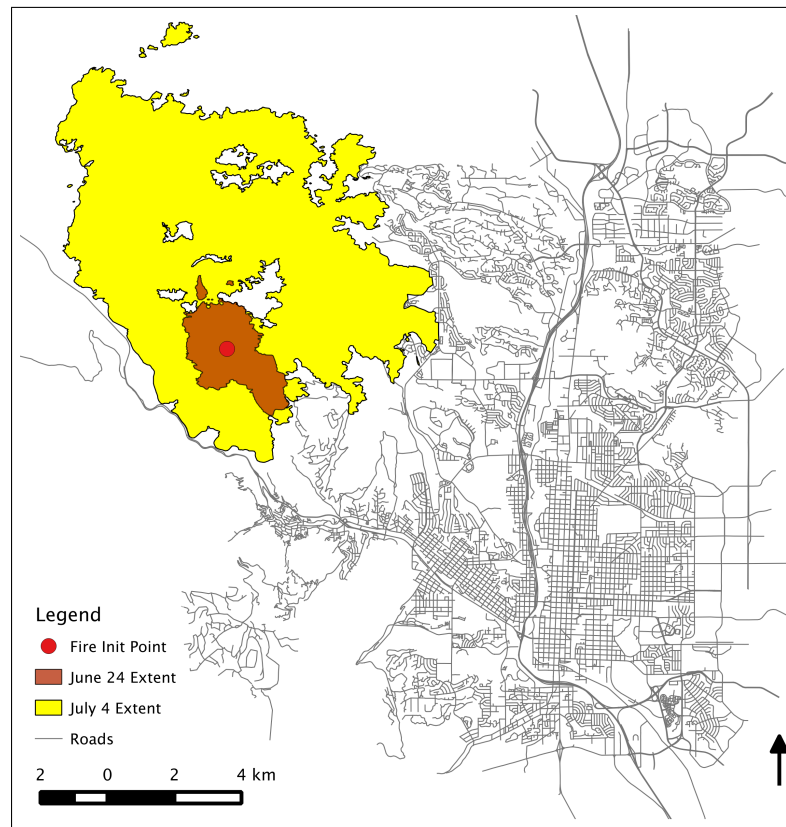 Legend
Fire Init Point
June 24 Extent
July 4 Extent
Roads
2 0 2 4 km